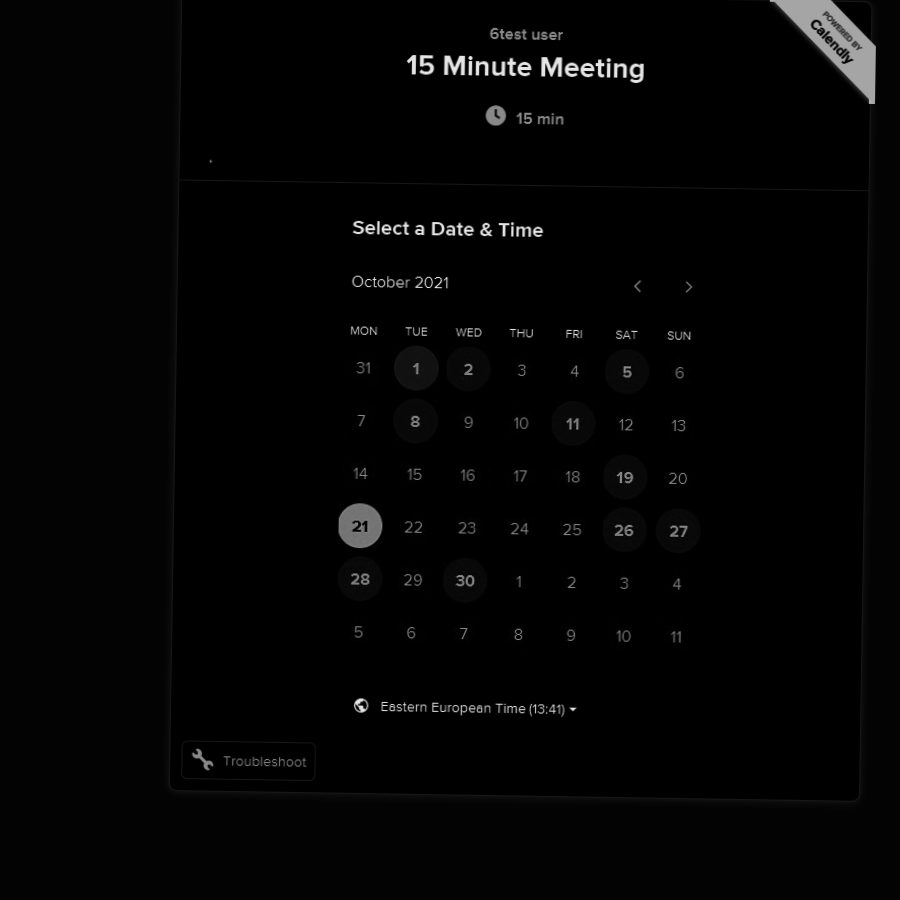 POWERED BY
Calendly
6test user
15 Minute Meeting
15 min
Select a Date & Time
October 2021
MON TUE WED THU FRI SAT SUN
31 1 2 3 4 5 6
7 8 9 10 11 12 13
14 15 16 17 18 19 20
21 22 23 24 25 26 27
28 29 30 1 2 3 4
5 6 7 8 9 10 11
Eastern European Time (13:41)
Troubleshoot